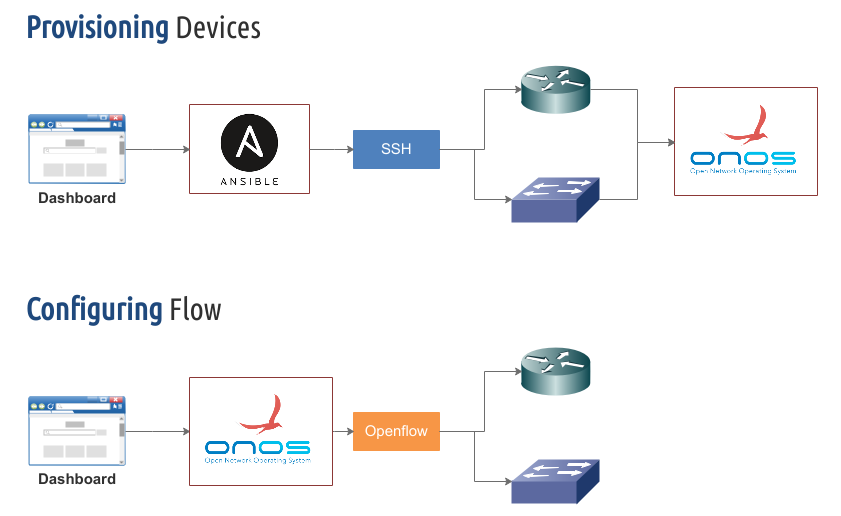 Provisioning Devices
Dashboard
ANSIBLE
SSH
onos
Open Network Operating System
Configuring Flow
Dashboard
onos
Open Network Operating System
Openflow